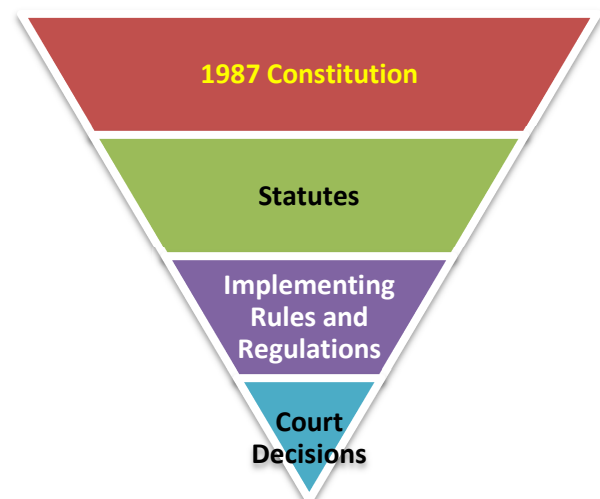 1987 Constitution
Statutes
Implementing
Rules and
Regulations
Court
Decisions